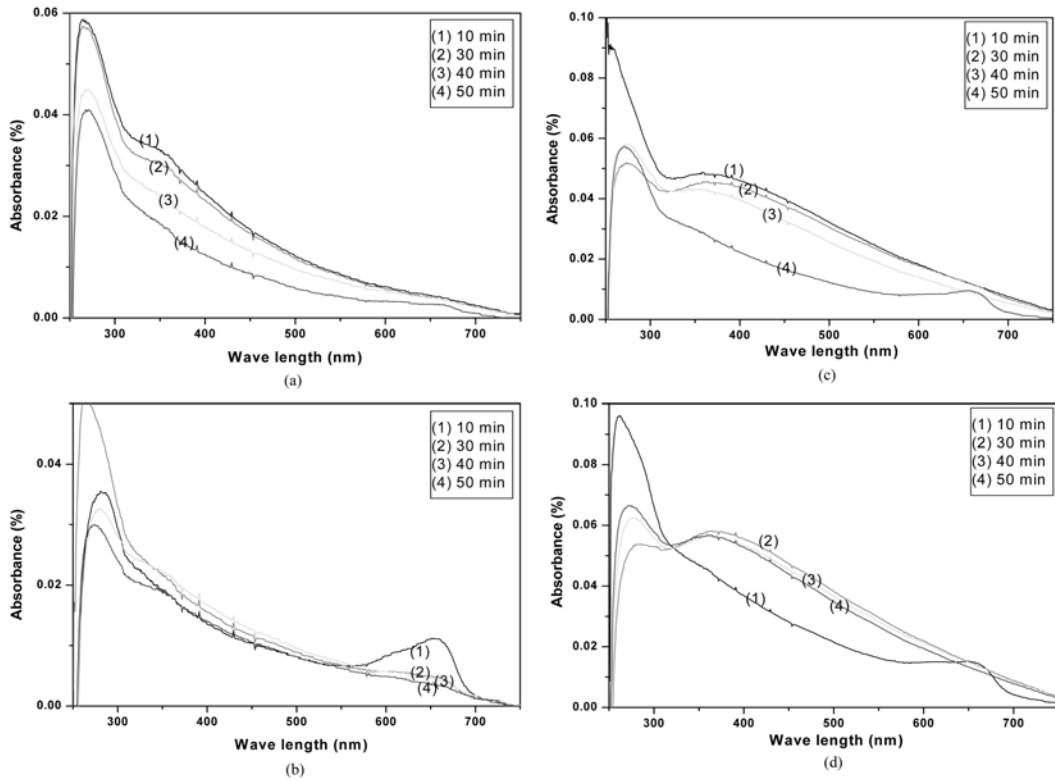 0.06
0.04
0.02
0.00
Absorbance (%)
(1) 10 min
(2) 30 min
(3) 40 min
(4) 50 min
(1)
(2)
(3)
(4)
300 400 500 600 700
Wave length (nm)
(a)
0.10
0.08
0.06
0.04
0.02
0.00
Absorbance (%)
(1) 10 min
(2) 30 min
(3) 40 min
(4) 50 min
(1)
(2)
(3)
(4)
300 400 500 600 700
Wave length (nm)
(c)
0.04
0.02
0.00
Absorbance (%)
(1) 10 min
(2) 30 min
(3) 40 min
(4) 50 min
(1)
(2)
(3)
(4)
300 400 500 600 700
Wave length (nm)
(b)
0.10
0.08
0.06
0.04
0.02
0.00
Absorbance (%)
(1) 10 min
(2) 30 min
(3) 40 min
(4) 50 min
(2)
(3)
(4)
(1)
300 400 500 600 700
Wave length (nm)
(d)